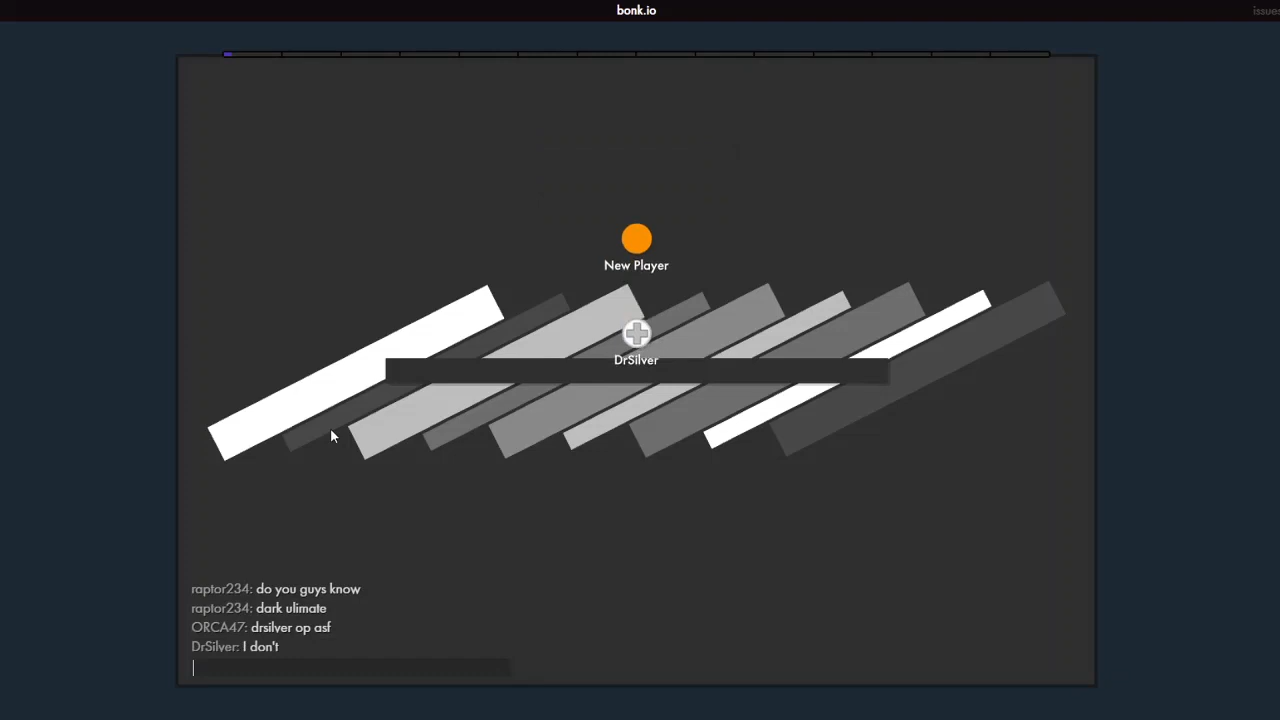 bonk.io
issues
New Player
DrSilver
raptor234: do you guys know
raptor234: dark ulimate
ORCA47: drsilver op asf
DrSilver: I don't